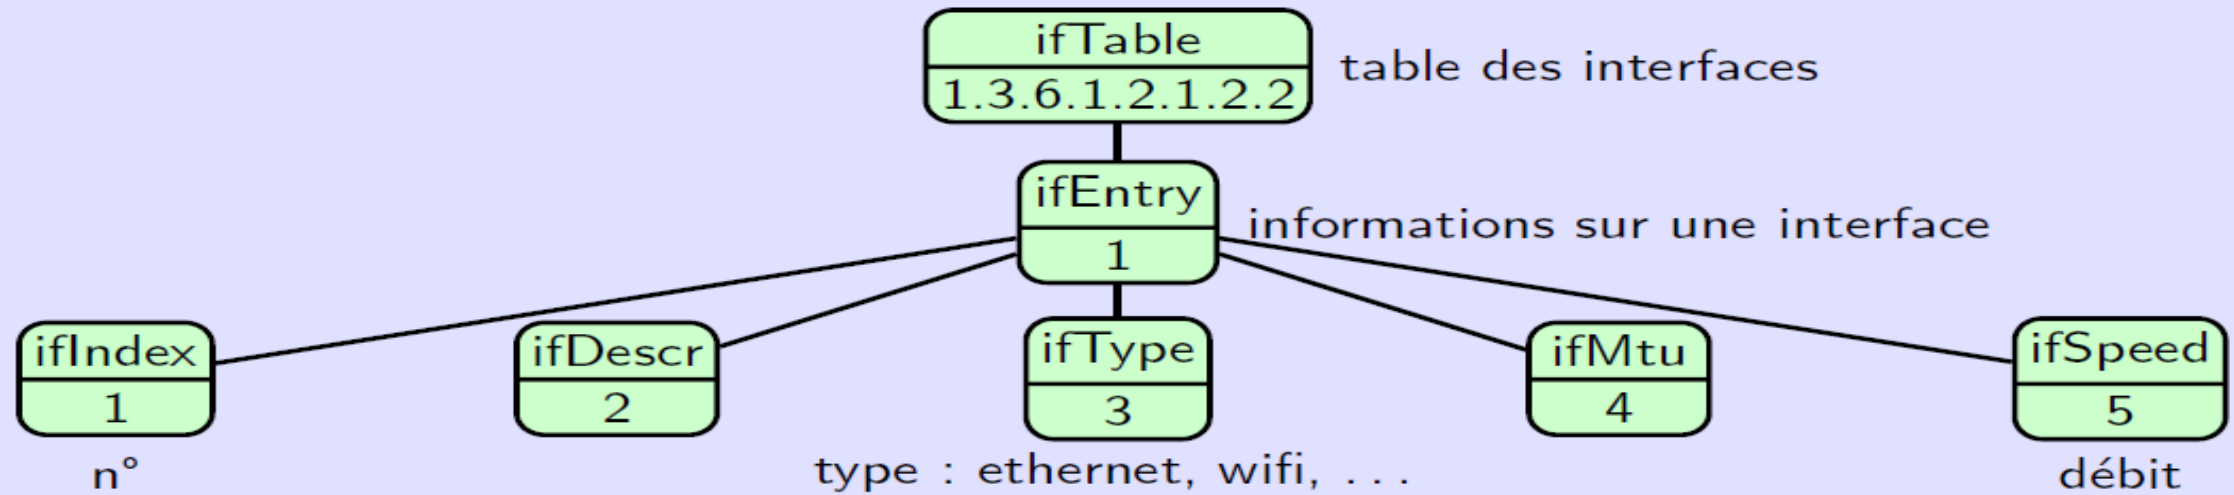 ifTable
1.3.6.1.2.1.2.2
table des interfaces
ifEntry
1
informations sur une interface
ifIndex
1
n°
ifDescr
2
ifType
3
type : ethernet, wifi, ...
ifMtu
4
ifSpeed
5
débit